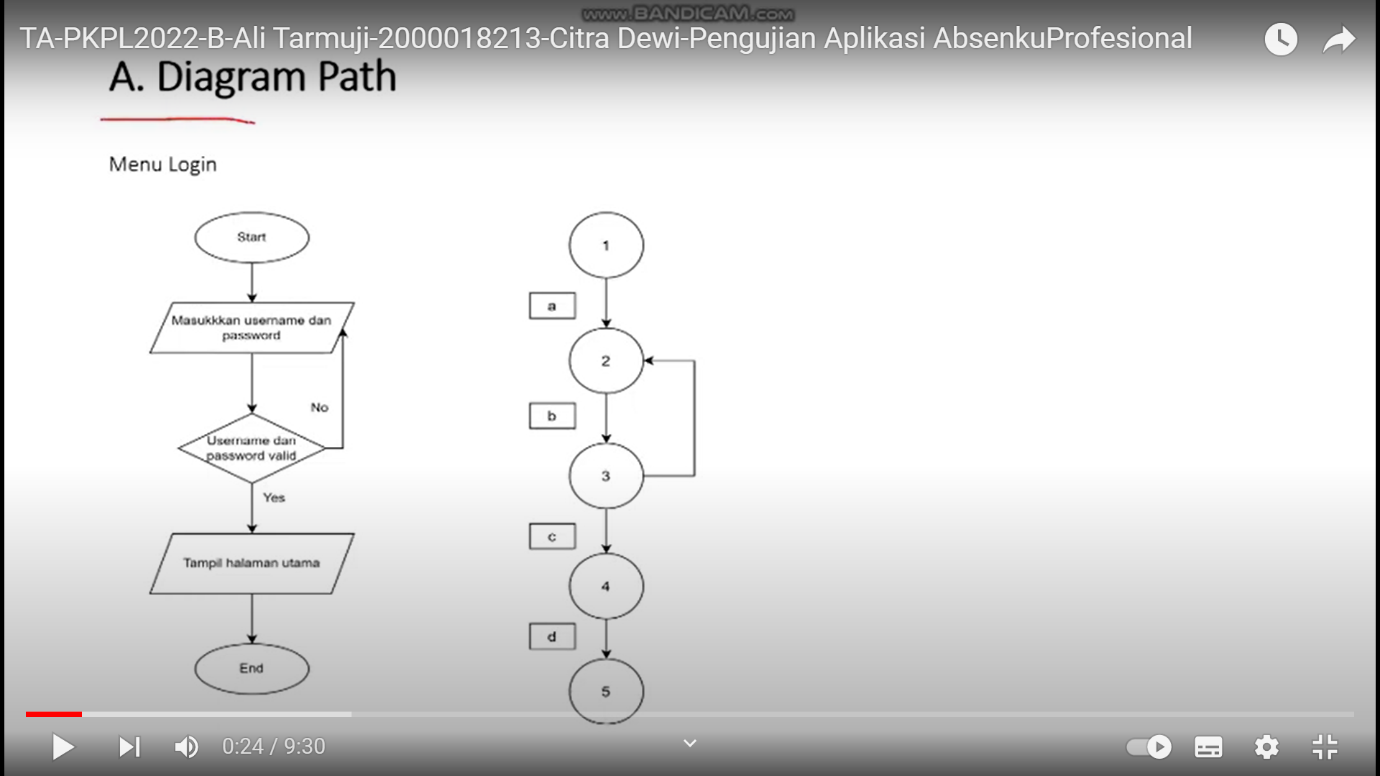 www.BANDICAM.com
TA-PKPL2022-B-Ali Tarmuji-2000018213-Citra Dewi-Pengujian Aplikasi AbsenkuProfesional
A. Diagram Path
Menu Login
Start
Masukkkan username dan
password
No
Username dan
password valid
Yes
Tampil halaman utama
End
1
a
2
b
3
c
4
d
5
0:24 / 9:30